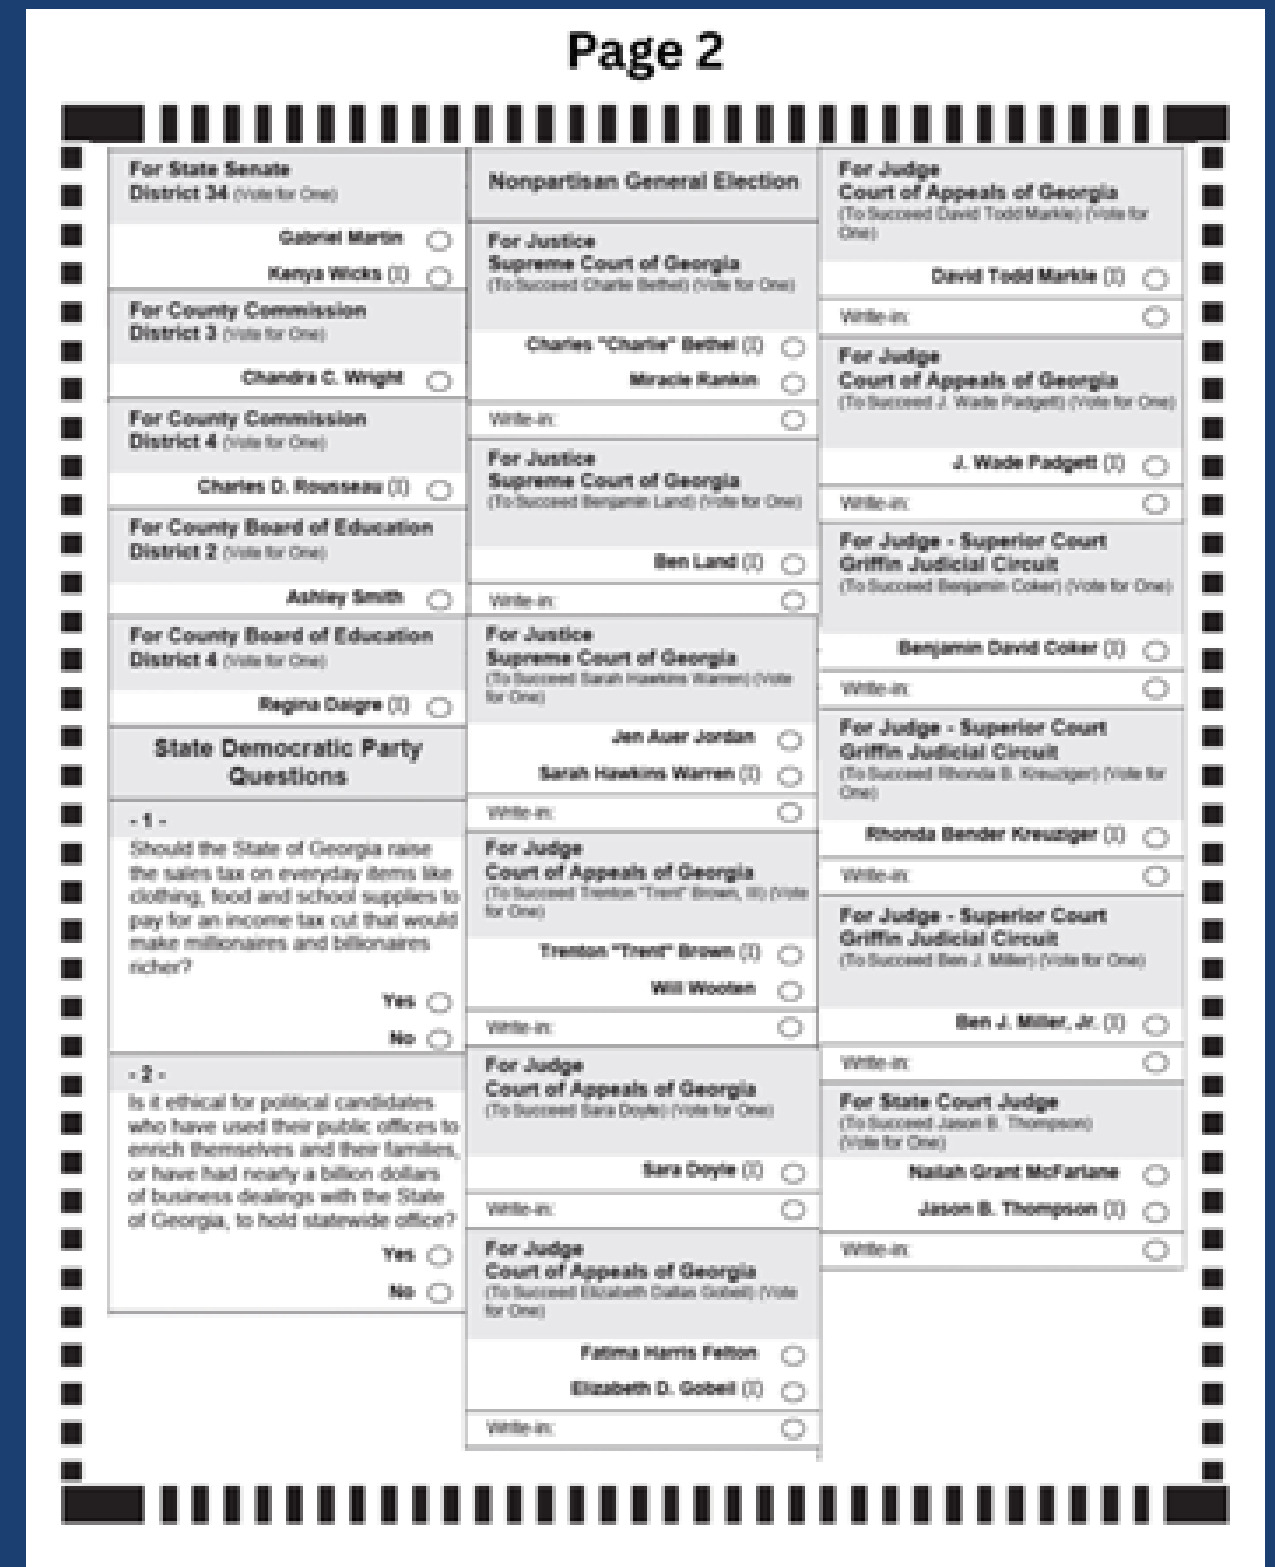 Page 2
For State Senate
District 34 (Vote for One)
Gabriel Martin
Kenya Wicks (I)
For County Commission
District 3 (Vote for One)
Chandra C. Wright
For County Commission
District 4 (Vote for One)
Charles D. Rousseau (I)
For County Board of Education
District 2 (Vote for One)
Ashley Smith
For County Board of Education
District 4 (Vote for One)
Regina Daigre (I)
State Democratic Party
Questions
- 1 -
Should the State of Georgia raise
the sales tax on everyday items like
clothing, food and school supplies to
pay for an income tax cut that would
make millionaires and billionaires
richer?
Yes
No
- 2 -
Is it ethical for political candidates
who have used their public offices to
enrich themselves and their families,
or have had nearly a billion dollars
of business dealings with the State
of Georgia, to hold statewide office?
Yes
No
Nonpartisan General Election
For Justice
Supreme Court of Georgia
(To Succeed Charlie Bethel) (Vote for One)
Charles "Charlie" Bethel (I)
Miracle Rankin
Write-in:
For Justice
Supreme Court of Georgia
(To Succeed Benjamin Land) (Vote for One)
Ben Land (I)
Write-in:
For Justice
Supreme Court of Georgia
(To Succeed Sarah Hawkins Warren) (Vote
for One)
Jen Auer Jordan
Sarah Hawkins Warren (I)
Write-in:
For Judge
Court of Appeals of Georgia
(To Succeed Trenton "Trent" Brown, III) (Vote
for One)
Trenton "Trent" Brown (I)
Will Wooten
Write-in:
For Judge
Court of Appeals of Georgia
(To Succeed Sara Doyle) (Vote for One)
Sara Doyle (I)
Write-in:
For Judge
Court of Appeals of Georgia
(To Succeed Elizabeth Dallas Gobeil) (Vote
for One)
Fatima Harris Felton
Elizabeth D. Gobeil (I)
Write-in:
For Judge
Court of Appeals of Georgia
(To Succeed David Todd Markle) (Vote for
One)
David Todd Markle (I)
Write-in:
For Judge
Court of Appeals of Georgia
(To Succeed J. Wade Padgett) (Vote for One)
J. Wade Padgett (I)
Write-in:
For Judge - Superior Court
Griffin Judicial Circuit
(To Succeed Benjamin Coker) (Vote for One)
Benjamin David Coker (I)
Write-in:
For Judge - Superior Court
Griffin Judicial Circuit
(To Succeed Rhonda B. Kreuziger) (Vote for
One)
Rhonda Bender Kreuziger (I)
Write-in:
For Judge - Superior Court
Griffin Judicial Circuit
(To Succeed Ben J. Miller) (Vote for One)
Ben J. Miller, Jr. (I)
Write-in:
For State Court Judge
(To Succeed Jason B. Thompson)
(Vote for One)
Nailah Grant McFarlane
Jason B. Thompson (I)
Write-in: